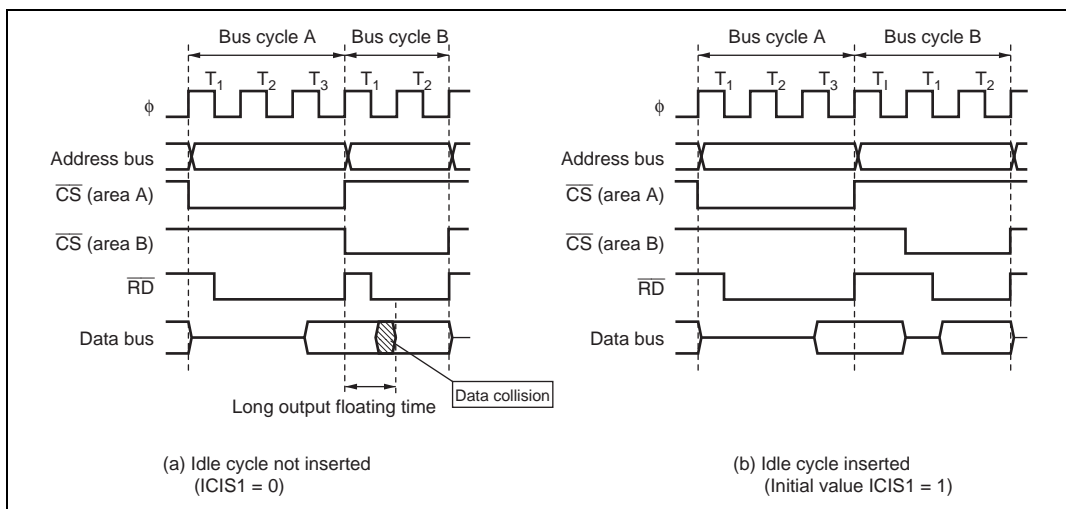 Bus cycle A
Bus cycle B
T1 T2 T3 T1 T2
ϕ
Address bus
CS (area A)
CS (area B)
RD
Data bus
Data collision
Long output floating time
(a) Idle cycle not inserted
(ICIS1 = 0)
Bus cycle A
Bus cycle B
T1 T2 T3 TI T1 T2
ϕ
Address bus
CS (area A)
CS (area B)
RD
Data bus
(b) Idle cycle inserted
(Initial value ICIS1 = 1)